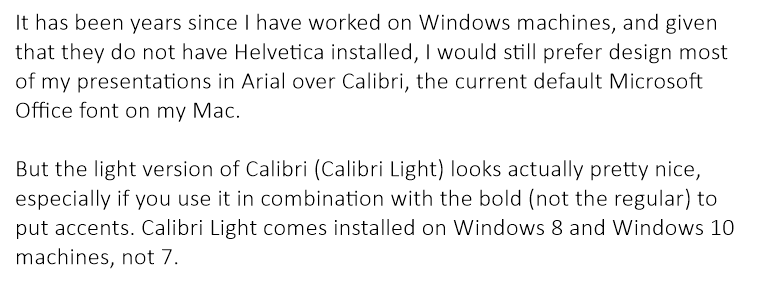 It has been years since I have worked on Windows machines, and given
that they do not have Helvetica installed, I would still prefer design most
of my presentations in Arial over Calibri, the current default Microsoft
Office font on my Mac.
But the light version of Calibri (Calibri Light) looks actually pretty nice,
especially if you use it in combination with the bold (not the regular) to
put accents. Calibri Light comes installed on Windows 8 and Windows 10
machines, not 7.